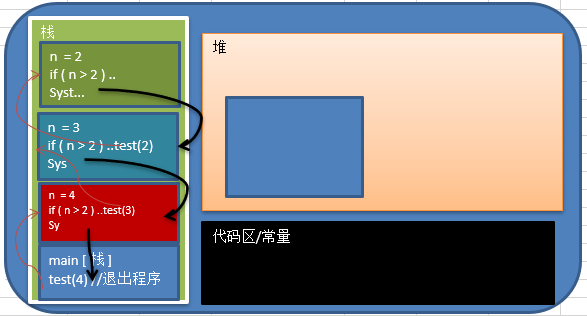 栈
n = 2
if ( n > 2 ) ..
Syst...
n = 3
if ( n > 2 ) ..test(2)
Sys
n = 4
if ( n > 2 ) ..test(3)
Sy
main [ 栈 ]
test(4) //退出程序
堆
代码区/常量